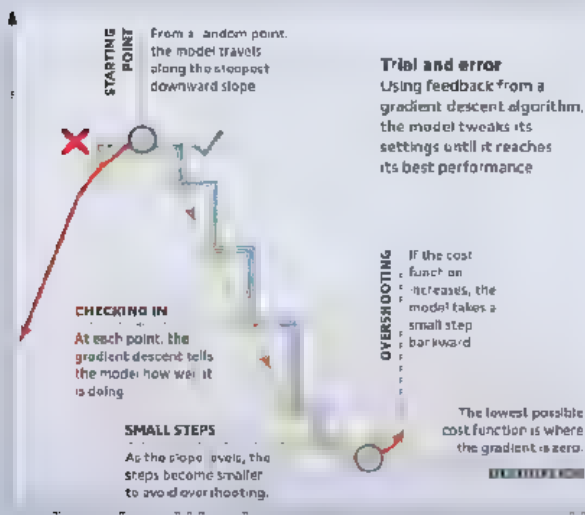 STARTING
POINT
From a random point,
the model travels
along the steepest
downward slope
Trial and error
Using feedback from a
gradient descent algorithm,
the model tweaks its
settings until it reaches
its best performance
CHECKING IN
At each point, the
gradient descent tells
the model how well it
is doing
SMALL STEPS
As the slope levels, the
steps become smaller
to avoid overshooting.
OVERSHOOTING
If the cost
function
increases, the
model takes a
small step
backward
The lowest possible
cost function is where
the gradient is zero.